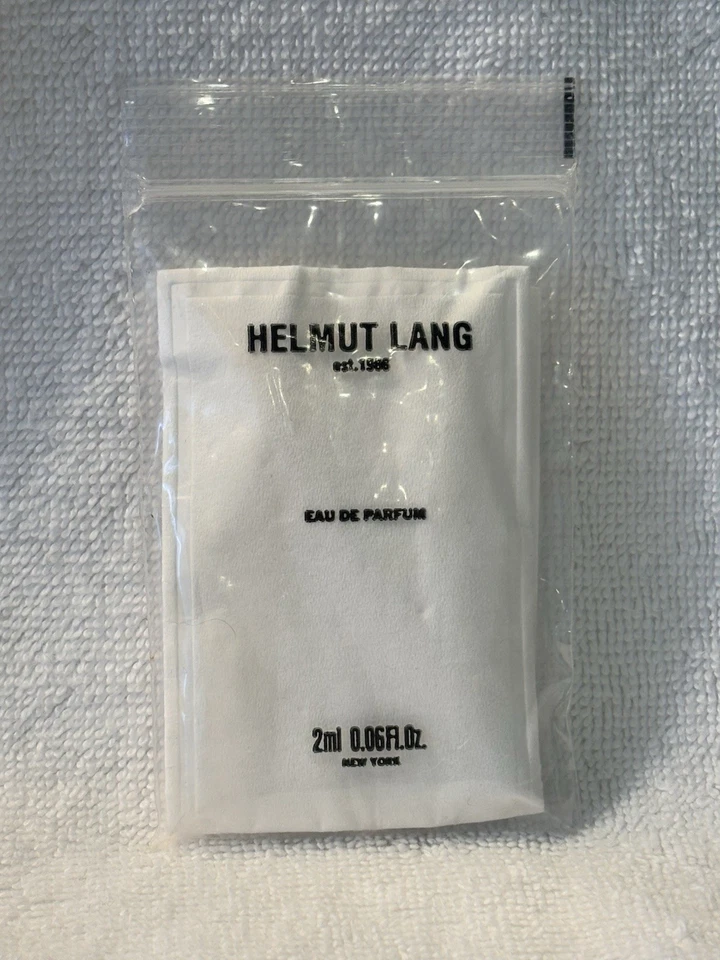 HELMUT LANG
est.1986
EAU DE PARFUM
2ml 0.06Fl.Oz.
NEW YORK